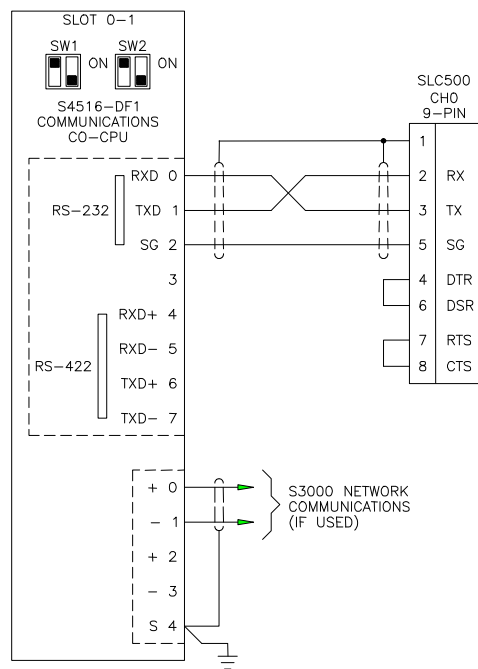 SLOT 0-1
SW1 SW2
ON ON
S4516-DF1
COMMUNICATIONS
CO-CPU
RXD 0
RS-232 TXD 1
SG 2
3
RXD+ 4
RXD- 5
RS-422
TXD+ 6
TXD- 7
+ 0
- 1
+ 2
- 3
S 4
S3000 NETWORK
COMMUNICATIONS
(IF USED)
SLC500
CH0
9-PIN
1
2 RX
3 TX
5 SG
4 DTR
6 DSR
7 RTS
8 CTS